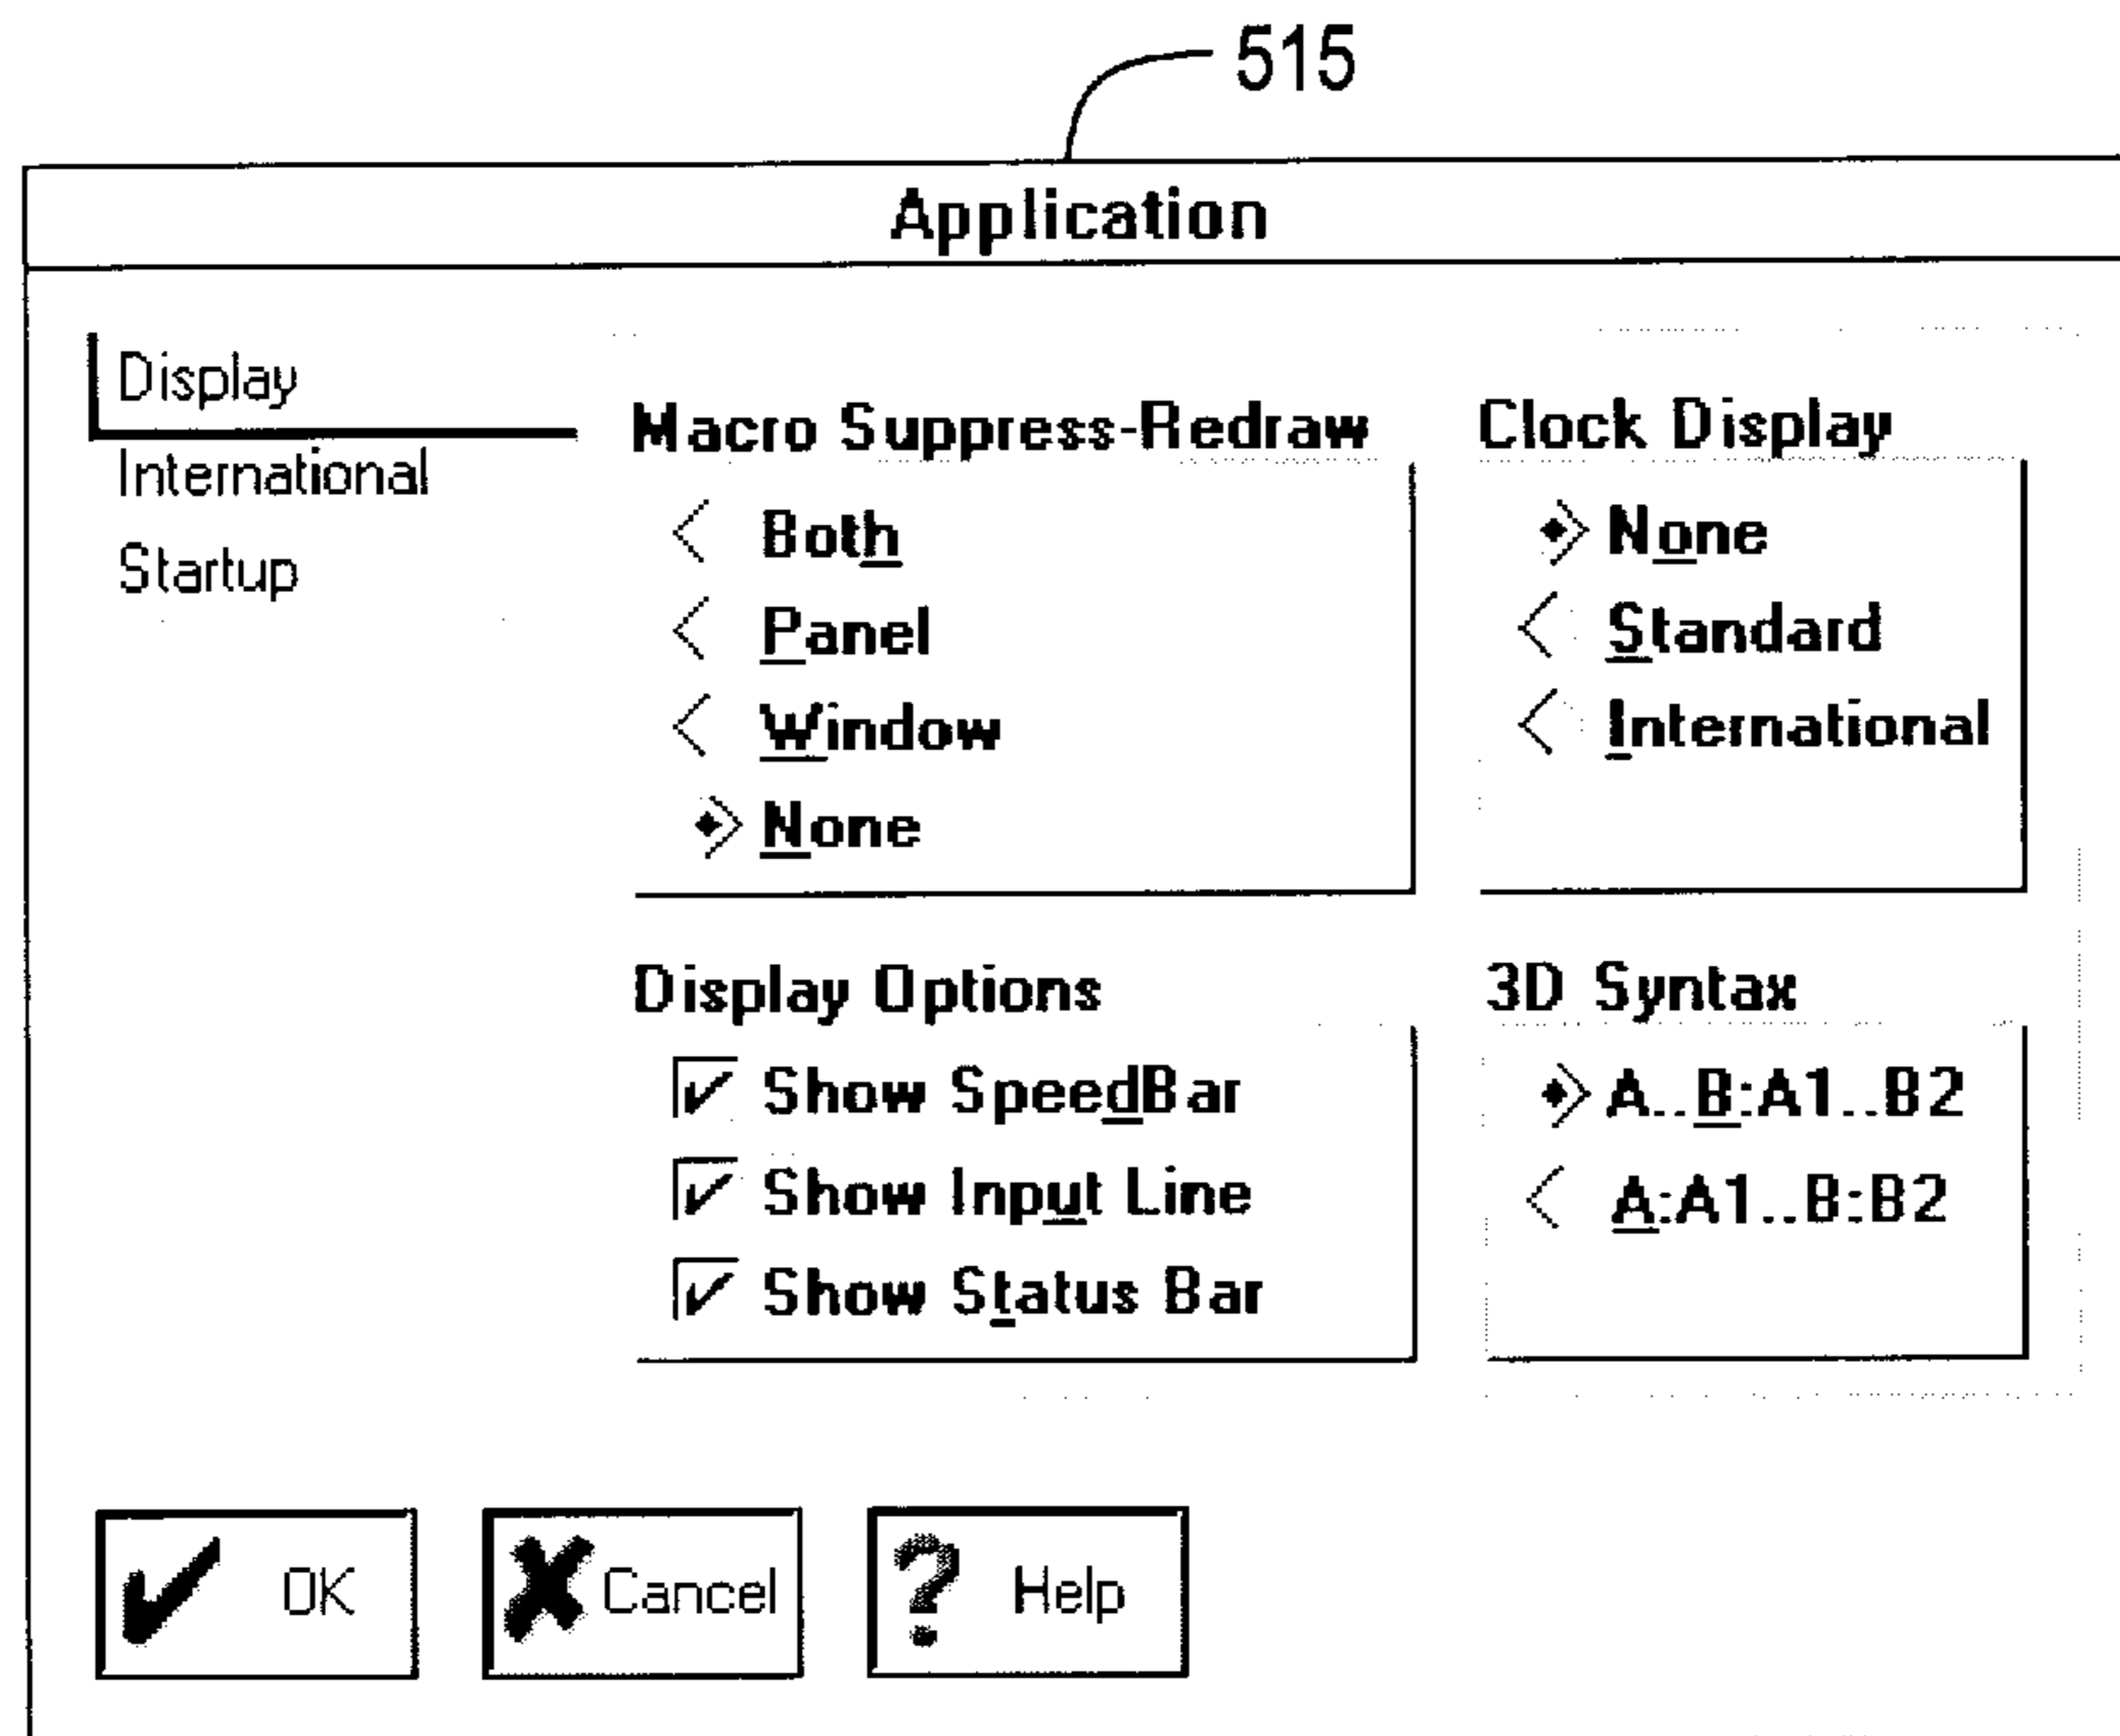 515
Application
Display
International
Startup
Macro Suppress-Redraw
Both
Panel
Window
None
Clock Display
None
Standard
International
Display Options
Show SpeedBar
Show Input Line
Show Status Bar
3D Syntax
A..B:A1..B2
A:A1..B:B2
OK
Cancel
? Help